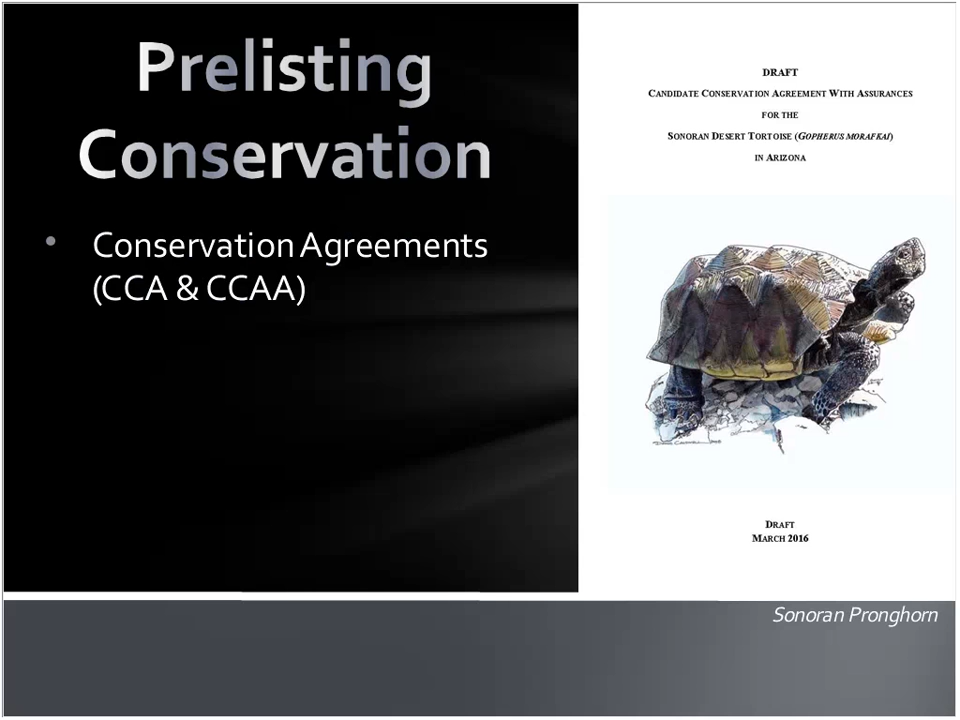 Prelisting
Conservation
• Conservation Agreements
(CCA & CCAA)
DRAFT
CANDIDATE CONSERVATION AGREEMENT WITH ASSURANCES
FOR THE
SONORAN DESERT TORTOISE (GOPHERUS MORAFKAI)
IN ARIZONA
DRAFT
MARCH 2016
Sonoran Pronghorn